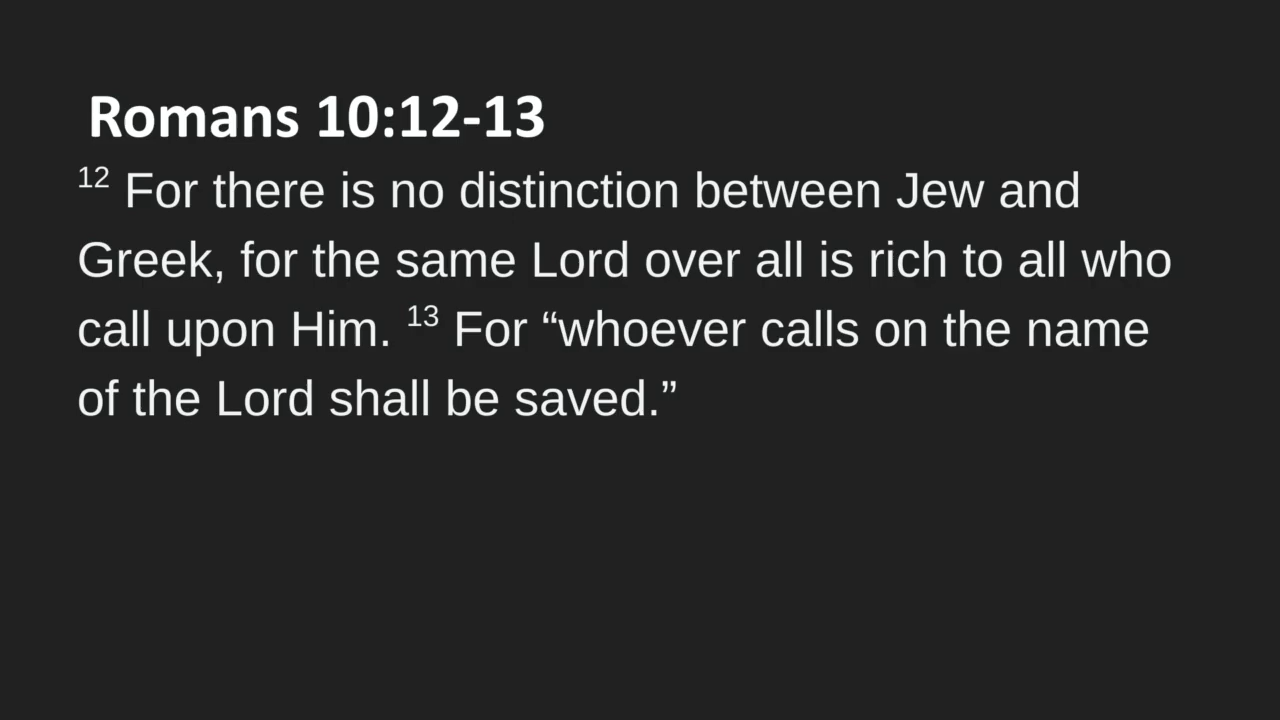 Romans 10:12-13
12 For there is no distinction between Jew and
Greek, for the same Lord over all is rich to all who
call upon Him. 13 For “whoever calls on the name
of the Lord shall be saved.”